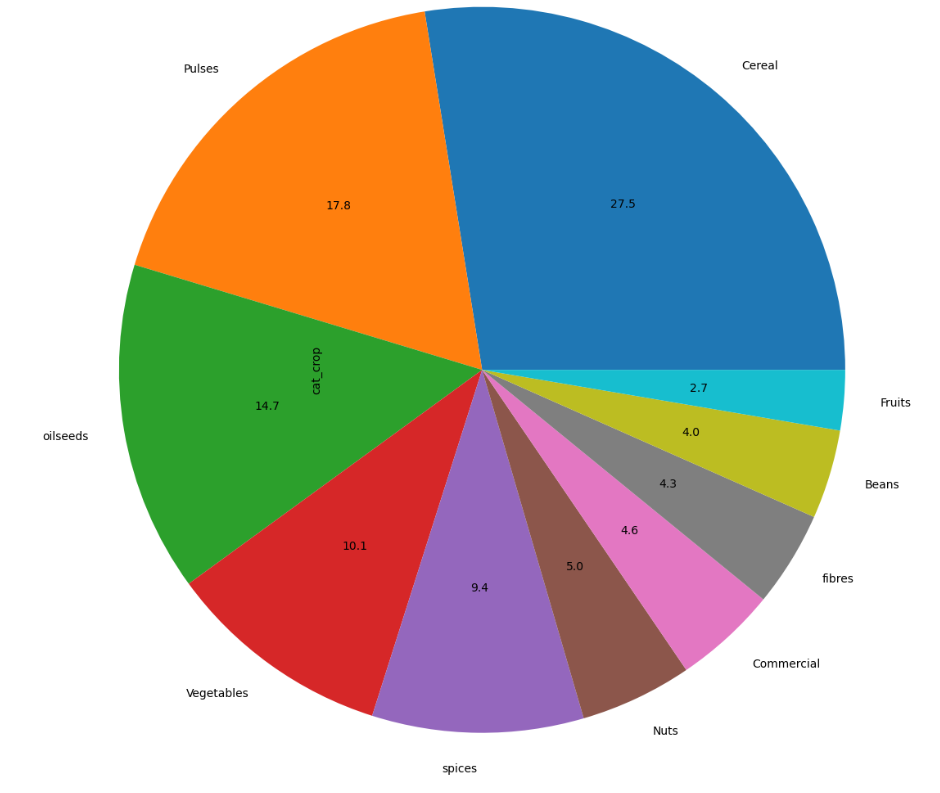 Cereal
27.5
Pulses
17.8
cat_crop
oilseeds
14.7
Vegetables
10.1
spices
9.4
Nuts
5.0
Commercial
4.6
fibres
4.3
Beans
4.0
Fruits
2.7